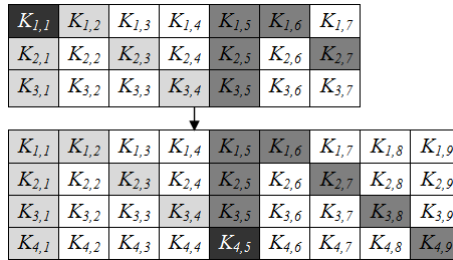 K1,1 K1,2 K1,3 K1,4 K1,5 K1,6 K1,7
K2,1 K2,2 K2,3 K2,4 K2,5 K2,6 K2,7
K3,1 K3,2 K3,3 K3,4 K3,5 K3,6 K3,7
K1,1 K1,2 K1,3 K1,4 K1,5 K1,6 K1,7 K1,8 K1,9
K2,1 K2,2 K2,3 K2,4 K2,5 K2,6 K2,7 K2,8 K2,9
K3,1 K3,2 K3,3 K3,4 K3,5 K3,6 K3,7 K3,8 K3,9
K4,1 K4,2 K4,3 K4,4 K4,5 K4,6 K4,7 K4,8 K4,9